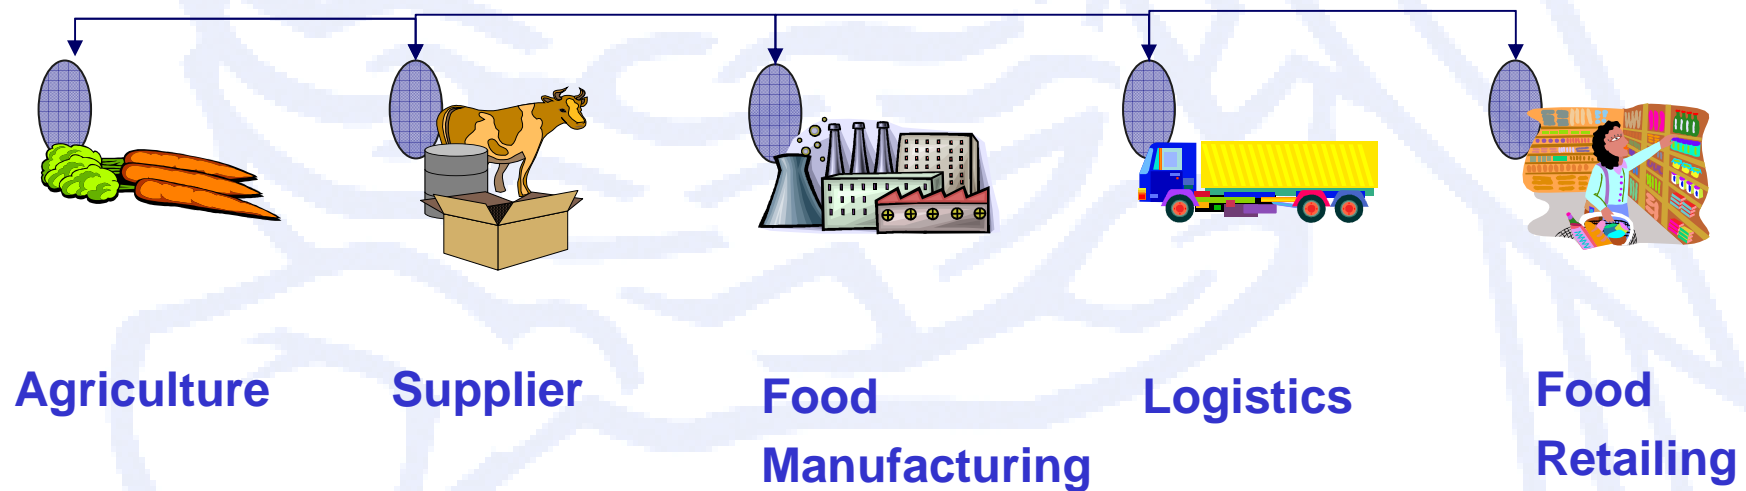 Agriculture
Supplier
Food
Manufacturing
Logistics
Food
Retailing